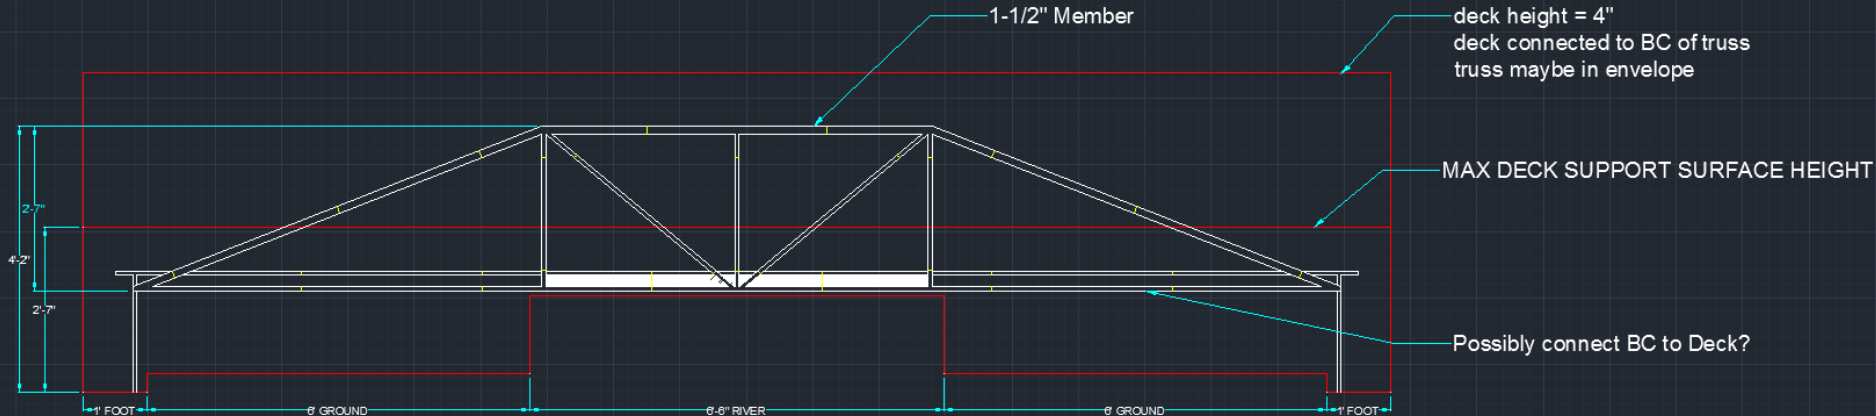 1-1/2" Member
deck height = 4"
deck connected to BC of truss
truss maybe in envelope
MAX DECK SUPPORT SURFACE HEIGHT
2'-7"
4'-2"
2'-7"
Possibly connect BC to Deck?
1' FOOT
6' GROUND
6'-6" RIVER
6' GROUND
1' FOOT